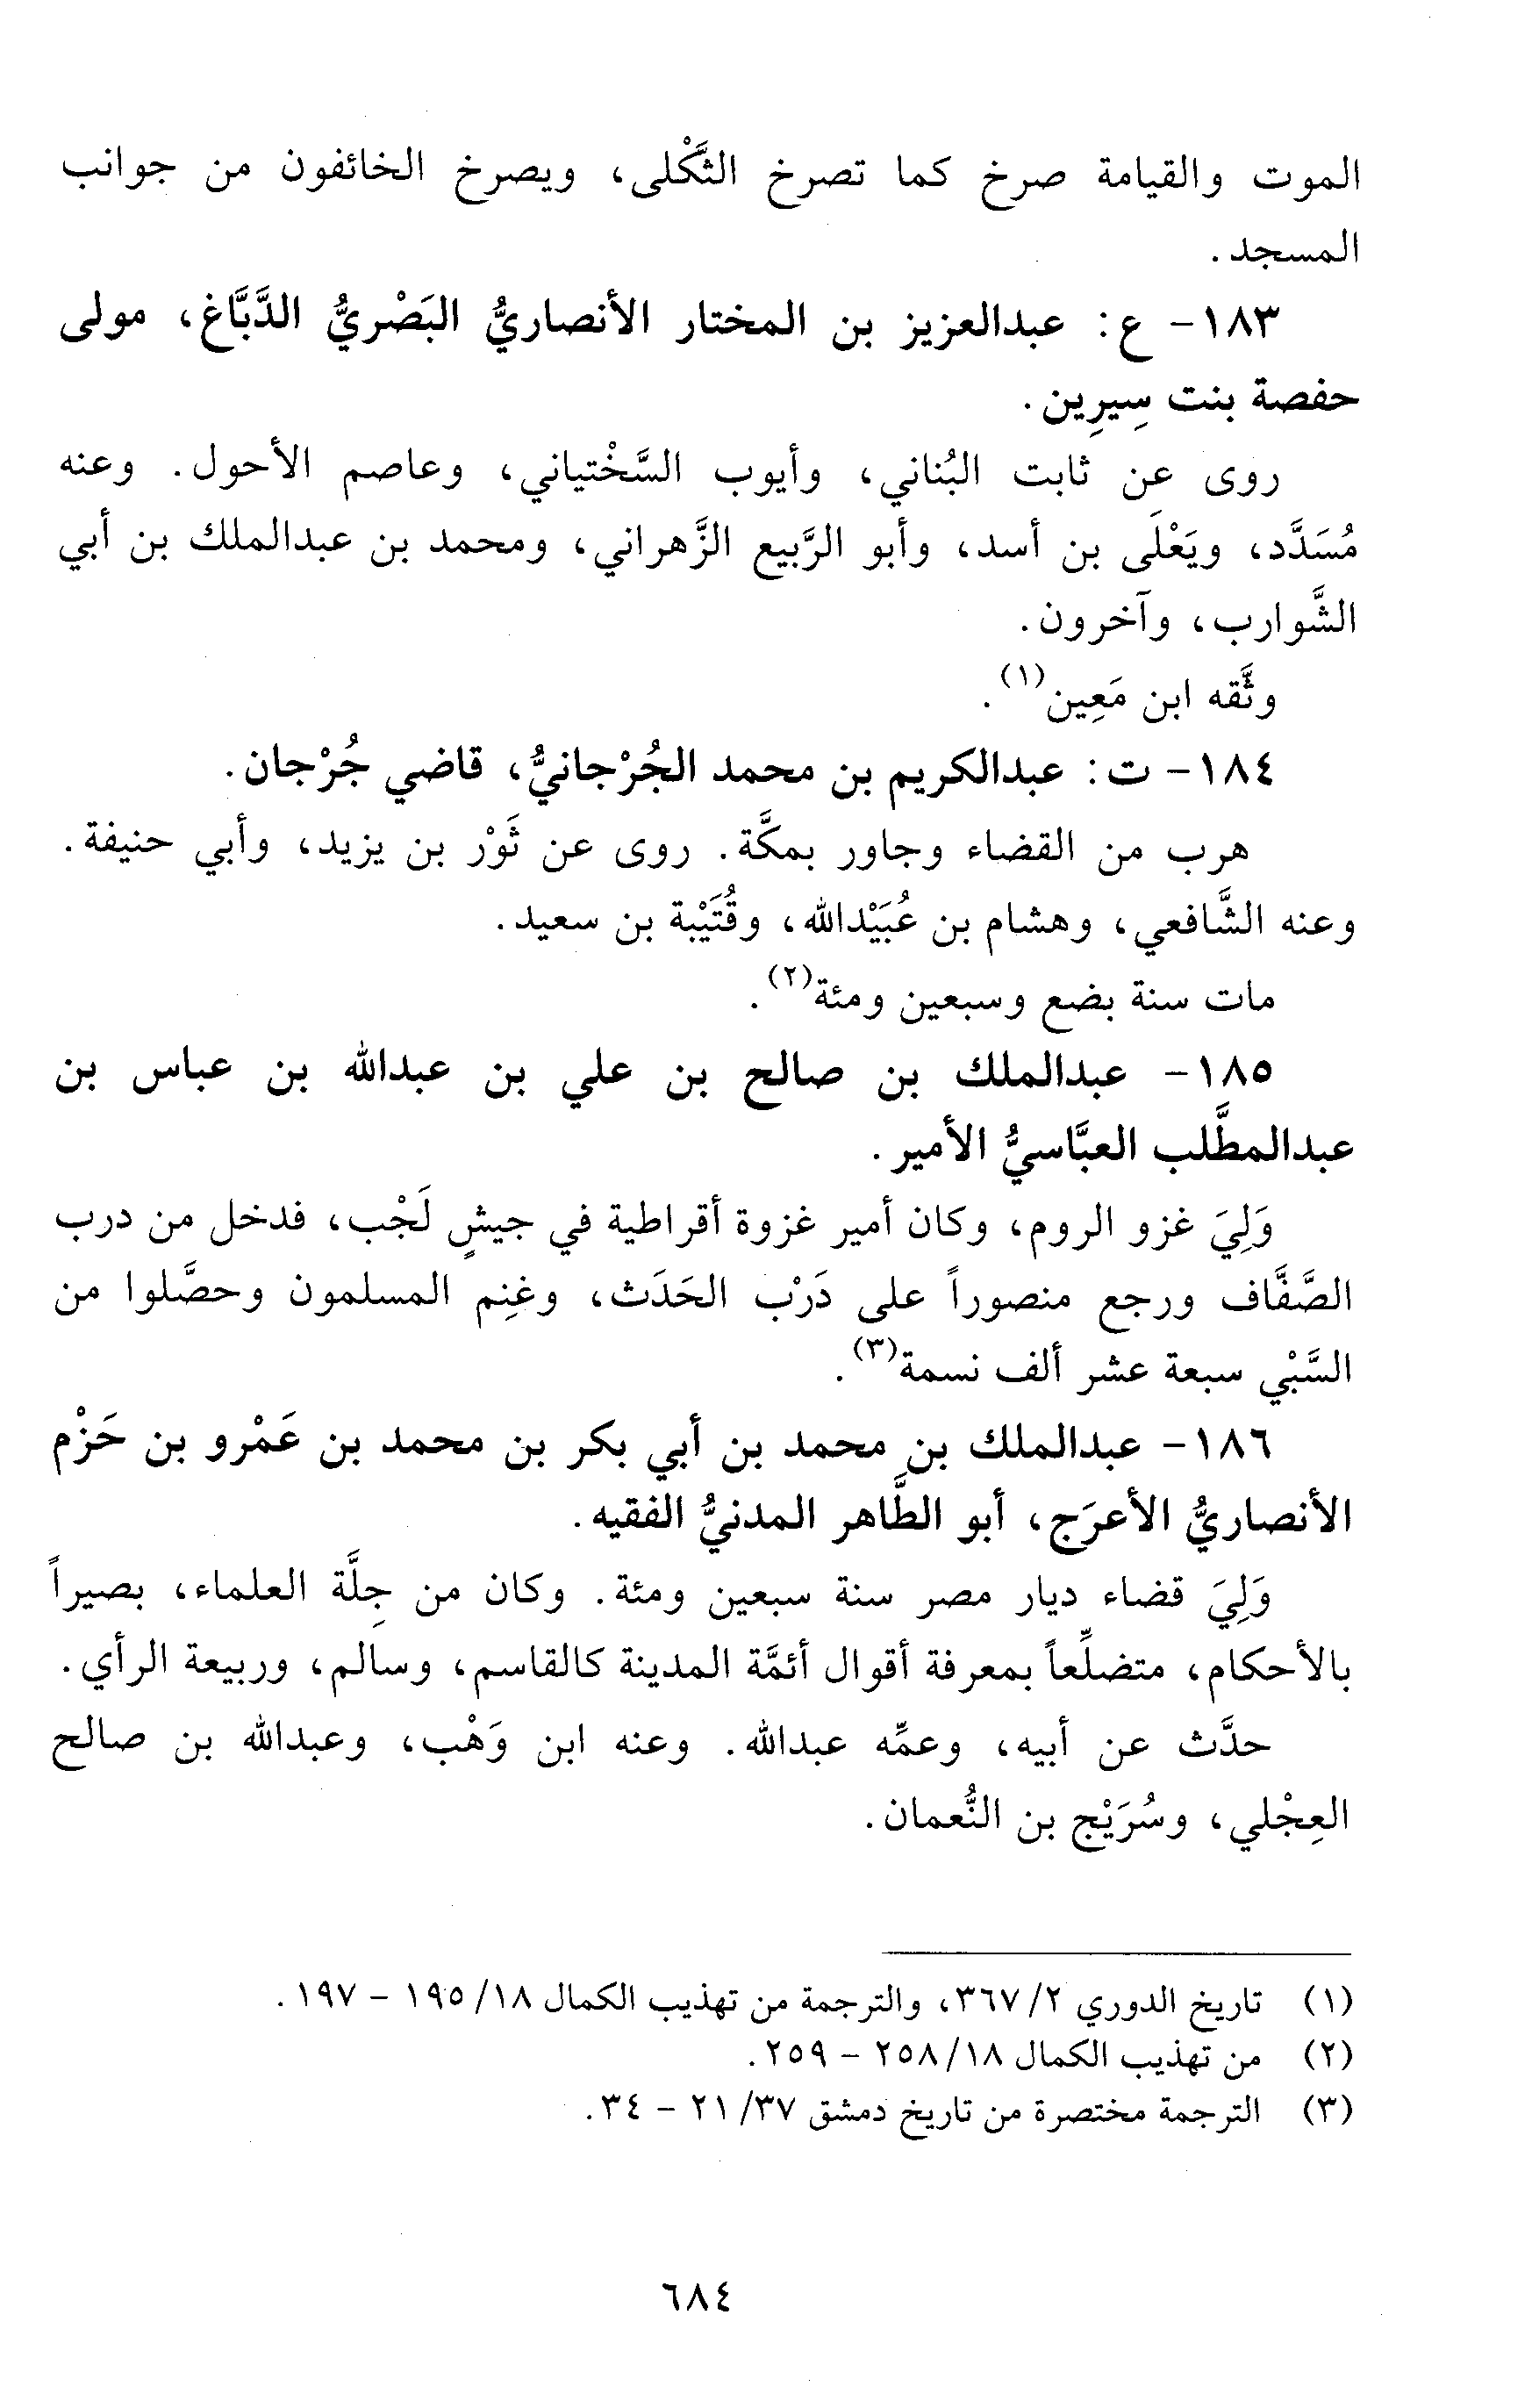 الموت والقيامة صرخ كما تصرخ الثَّكْلى، ويصرخ الخائفون من جوانب
المسجد.
١٨٣- ع: عبدالعزيز بن المختار الأنصاريُّ البَصْريُّ الدَّبَّاغ، مولى
حفصة بنت سِيرِين.
روى عن ثابت البُناني، وأيوب السَّخْتياني، وعاصم الأحول. وعنه
مُسَدَّد، ويَعْلَى بن أسد، وأبو الرَّبيع الزَّهراني، ومحمد بن عبدالملك بن أبي
الشَّوارب، وآخرون.
وثَّقه ابن مَعِين(١).
١٨٤- ت: عبدالكريم بن محمد الجُرْجانيُّ، قاضي جُرْجان.
هرب من القضاء وجاور بمكَّة. روى عن ثَوْر بن يزيد، وأبي حنيفة.
وعنه الشَّافعي، وهشام بن عُبَيْدالله، وقُتَيْبة بن سعيد.
مات سنة بضع وسبعين ومئة(٢).
١٨٥- عبدالملك بن صالح بن علي بن عبدالله بن عباس بن
عبدالمطَّلب العبَّاسيُّ الأمير.
وَلِيَ غزو الروم، وكان أمير غزوة أقراطية في جيشٍ لَجْب، فدخل من درب
الصَّفَّاف ورجع منصوراً على دَرْب الحَدَث، وغنِم المسلمون وحصَّلوا من
السَّبْي سبعة عشر ألف نسمة(٣).
١٨٦- عبدالملك بن محمد بن أبي بكر بن محمد بن عَمْرو بن حَزْم
الأنصاريُّ الأعرَج، أبو الطَّاهر المدنيُّ الفقيه.
وَلِيَ قضاء ديار مصر سنة سبعين ومئة. وكان من جِلَّة العلماء، بصيراً
بالأحكام، متضلِّعاً بمعرفة أقوال أئمَّة المدينة كالقاسم، وسالم، وربيعة الرأي.
حدَّث عن أبيه، وعمِّه عبدالله. وعنه ابن وَهْب، وعبدالله بن صالح
العِجْلي، وسُرَيْج بن النُّعمان.
(١) تاريخ الدوري ٢/ ٣٦٧، والترجمة من تهذيب الكمال ١٨/ ١٩٥ - ١٩٧.
(٢) من تهذيب الكمال ١٨/ ٢٥٨ - ٢٥٩.
(٣) الترجمة مختصرة من تاريخ دمشق ٣٧/ ٢١ - ٣٤.
٦٨٤